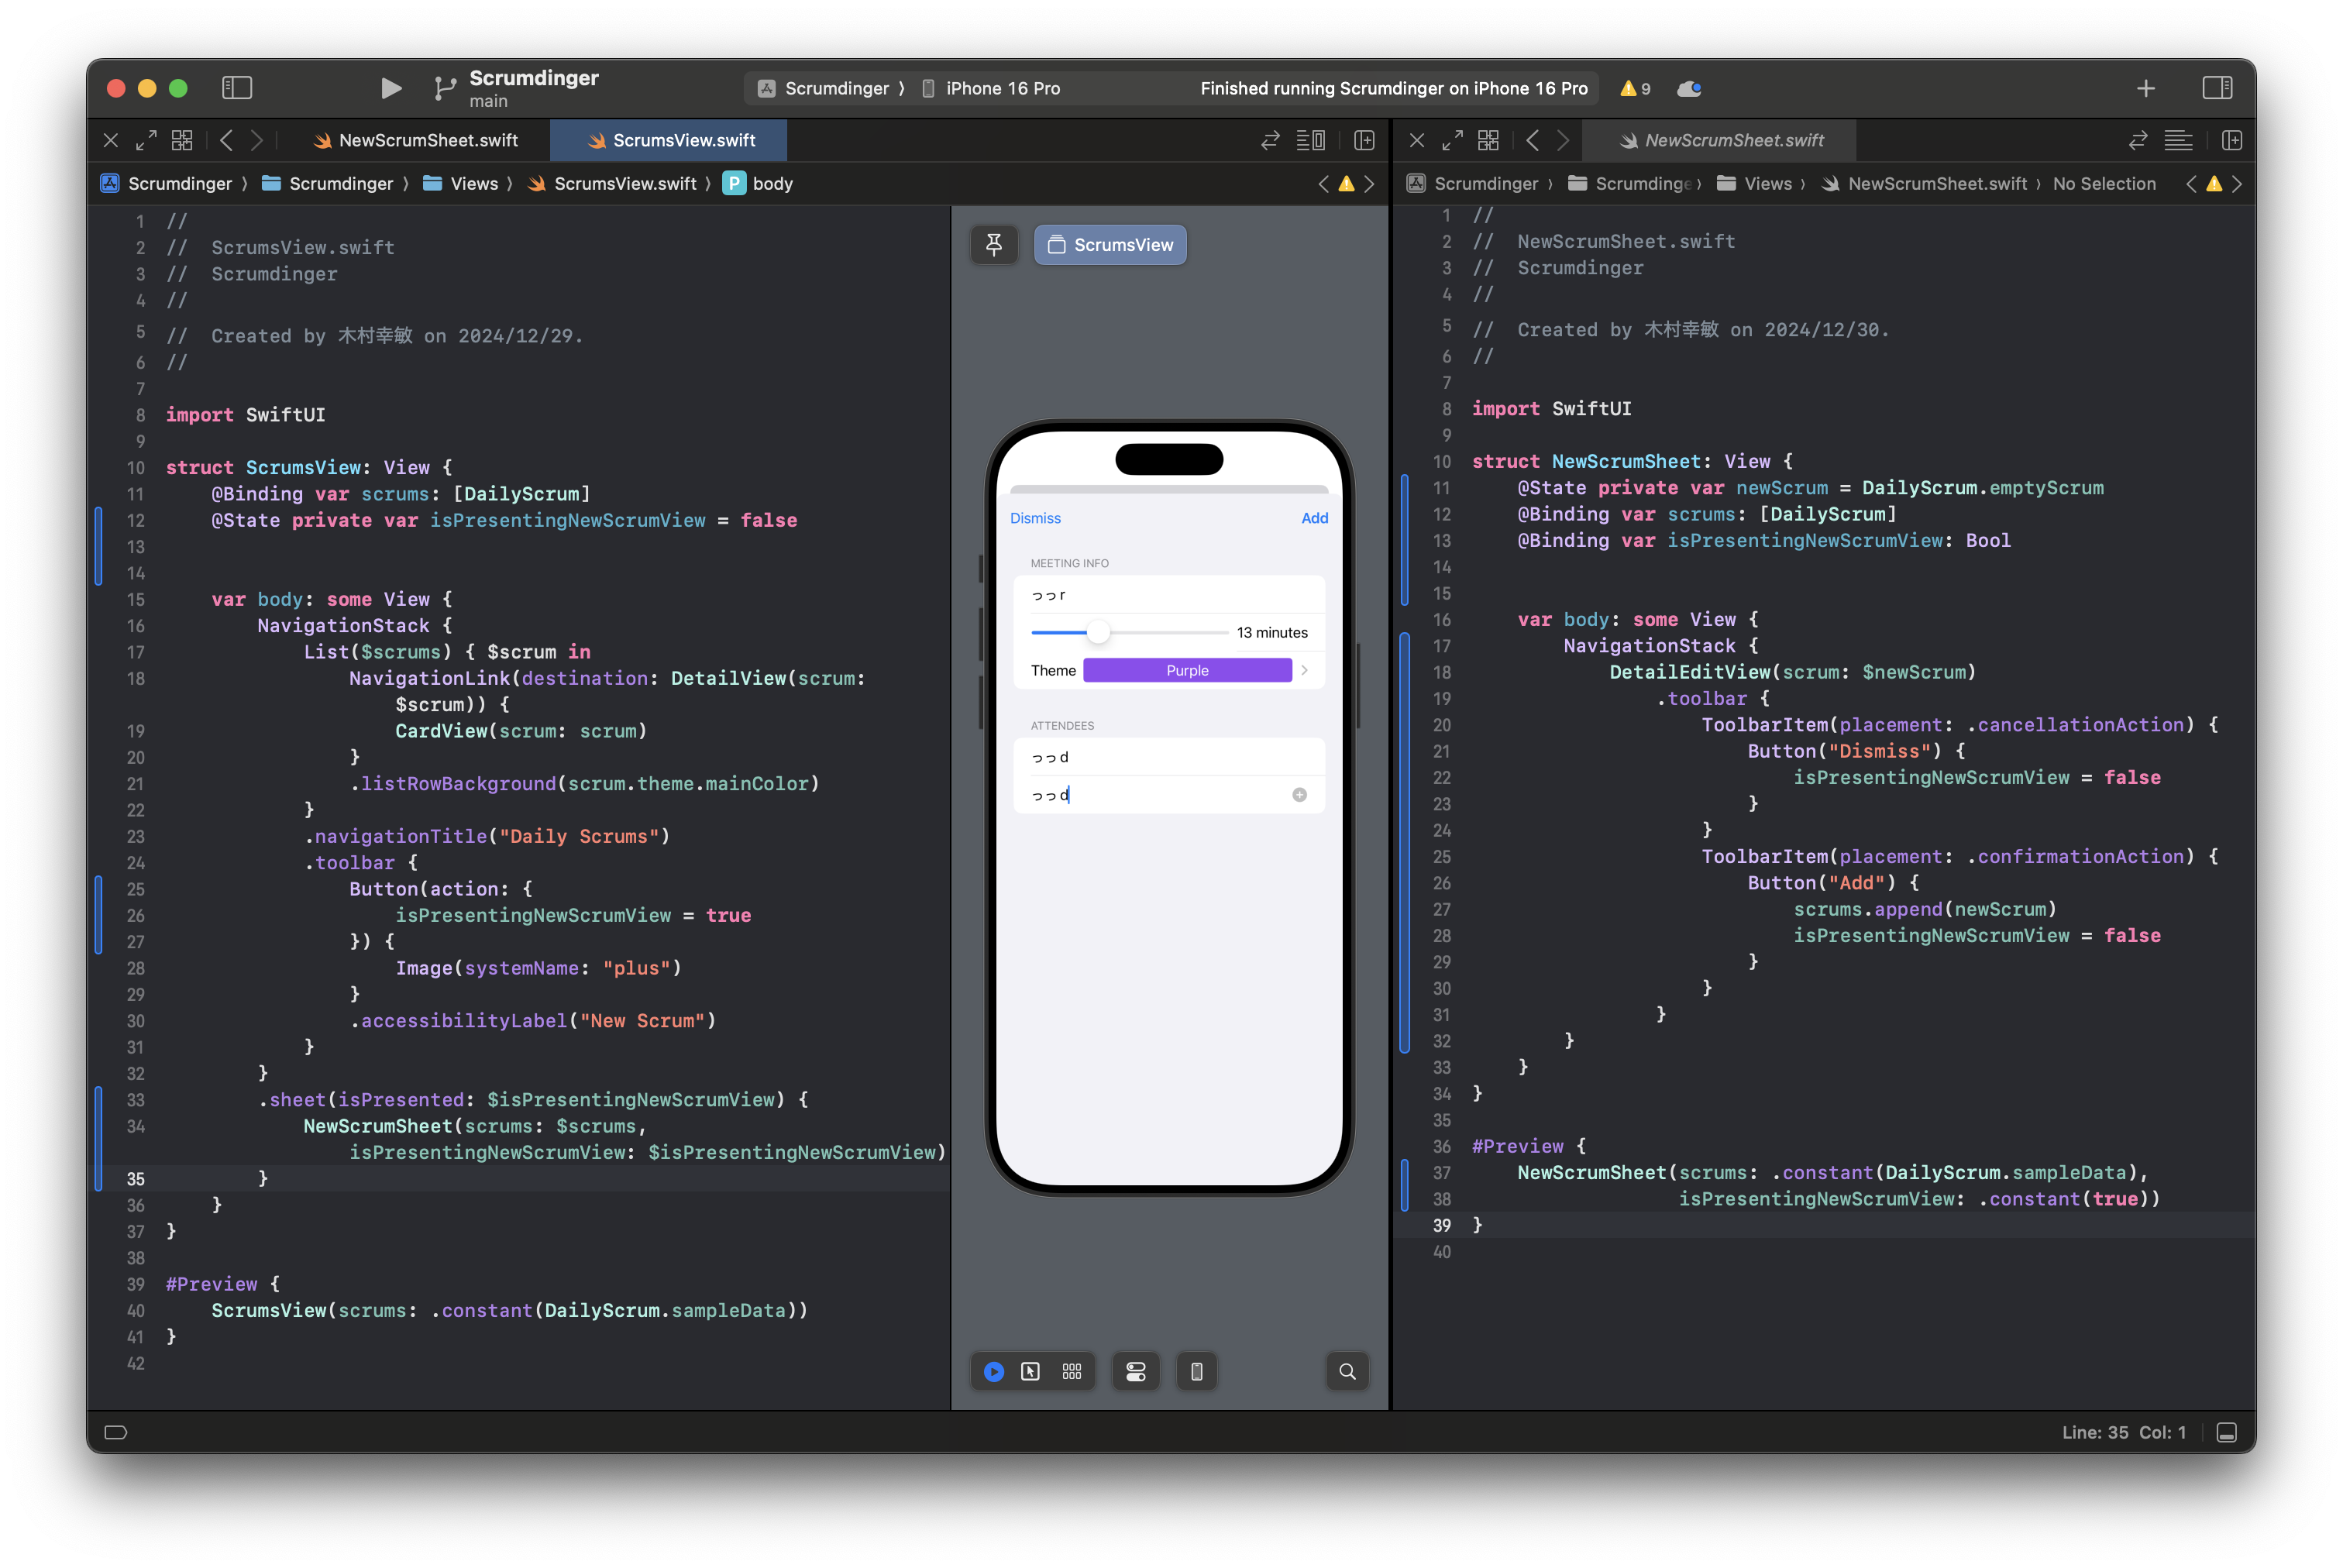 Scrumdinger
main
Scrumdinger 〉 iPhone 16 Pro
Finished running Scrumdinger on iPhone 16 Pro
9
NewScrumSheet.swift
ScrumsView.swift
Scrumdinger 〉 Scrumdinger 〉 Views 〉 ScrumsView.swift 〉 P body
1 //
2 //  ScrumsView.swift
3 //  Scrumdinger
4 //
5 //  Created by 木村幸敏 on 2024/12/29.
6 //
7
8 import SwiftUI
9
10 struct ScrumsView: View {
11     @Binding var scrums: [DailyScrum]
12     @State private var isPresentingNewScrumView = false
13
14
15     var body: some View {
16         NavigationStack {
17             List($scrums) { $scrum in
18                 NavigationLink(destination: DetailView(scrum:
$scrum)) {
19                     CardView(scrum: scrum)
20                 }
21                 .listRowBackground(scrum.theme.mainColor)
22             }
23             .navigationTitle("Daily Scrums")
24             .toolbar {
25                 Button(action: {
26                     isPresentingNewScrumView = true
27                 }) {
28                     Image(systemName: "plus")
29                 }
30                 .accessibilityLabel("New Scrum")
31             }
32         }
33         .sheet(isPresented: $isPresentingNewScrumView) {
34             NewScrumSheet(scrums: $scrums,
isPresentingNewScrumView: $isPresentingNewScrumView)
35         }
36     }
37 }
38
39 #Preview {
40     ScrumsView(scrums: .constant(DailyScrum.sampleData))
41 }
42
ScrumsView
Dismiss
Add
MEETING INFO
っっr
13 minutes
Theme
Purple
ATTENDEES
っっd
っっd
NewScrumSheet.swift
Scrumdinger 〉 Scrumdinge 〉 Views 〉 NewScrumSheet.swift 〉 No Selection
1 //
2 //  NewScrumSheet.swift
3 //  Scrumdinger
4 //
5 //  Created by 木村幸敏 on 2024/12/30.
6 //
7
8 import SwiftUI
9
10 struct NewScrumSheet: View {
11     @State private var newScrum = DailyScrum.emptyScrum
12     @Binding var scrums: [DailyScrum]
13     @Binding var isPresentingNewScrumView: Bool
14
15
16     var body: some View {
17         NavigationStack {
18             DetailEditView(scrum: $newScrum)
19                 .toolbar {
20                     ToolbarItem(placement: .cancellationAction) {
21                         Button("Dismiss") {
22                             isPresentingNewScrumView = false
23                         }
24                     }
25                     ToolbarItem(placement: .confirmationAction) {
26                         Button("Add") {
27                             scrums.append(newScrum)
28                             isPresentingNewScrumView = false
29                         }
30                     }
31                 }
32         }
33     }
34 }
35
36 #Preview {
37     NewScrumSheet(scrums: .constant(DailyScrum.sampleData),
38                   isPresentingNewScrumView: .constant(true))
39 }
40
Line: 35 Col: 1